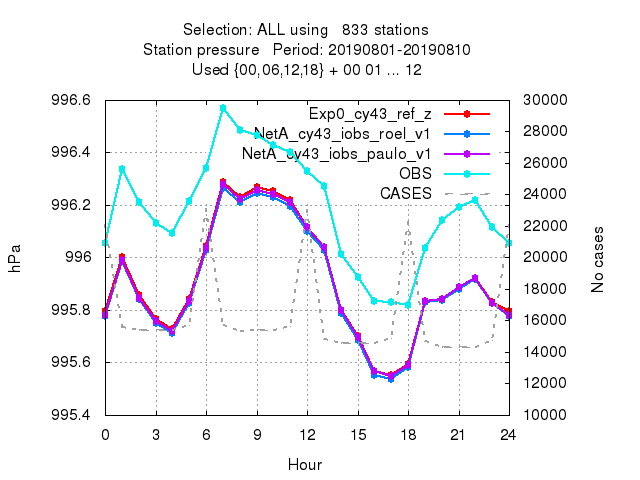 Selection: ALL using   833 stations
Station pressure   Period: 20190801-20190810
Used {00,06,12,18} + 00 01 ... 12
996.6
996.4
996.2
996
995.8
995.6
995.4
hPa
Exp0_cy43_ref_z
NetA_cy43_iobs_roel_v1
NetA_cy43_iobs_paulo_v1
OBS
CASES
30000
28000
26000
24000
22000
20000
18000
16000
14000
12000
10000
No cases
0 3 6 9 12 15 18 21 24
Hour